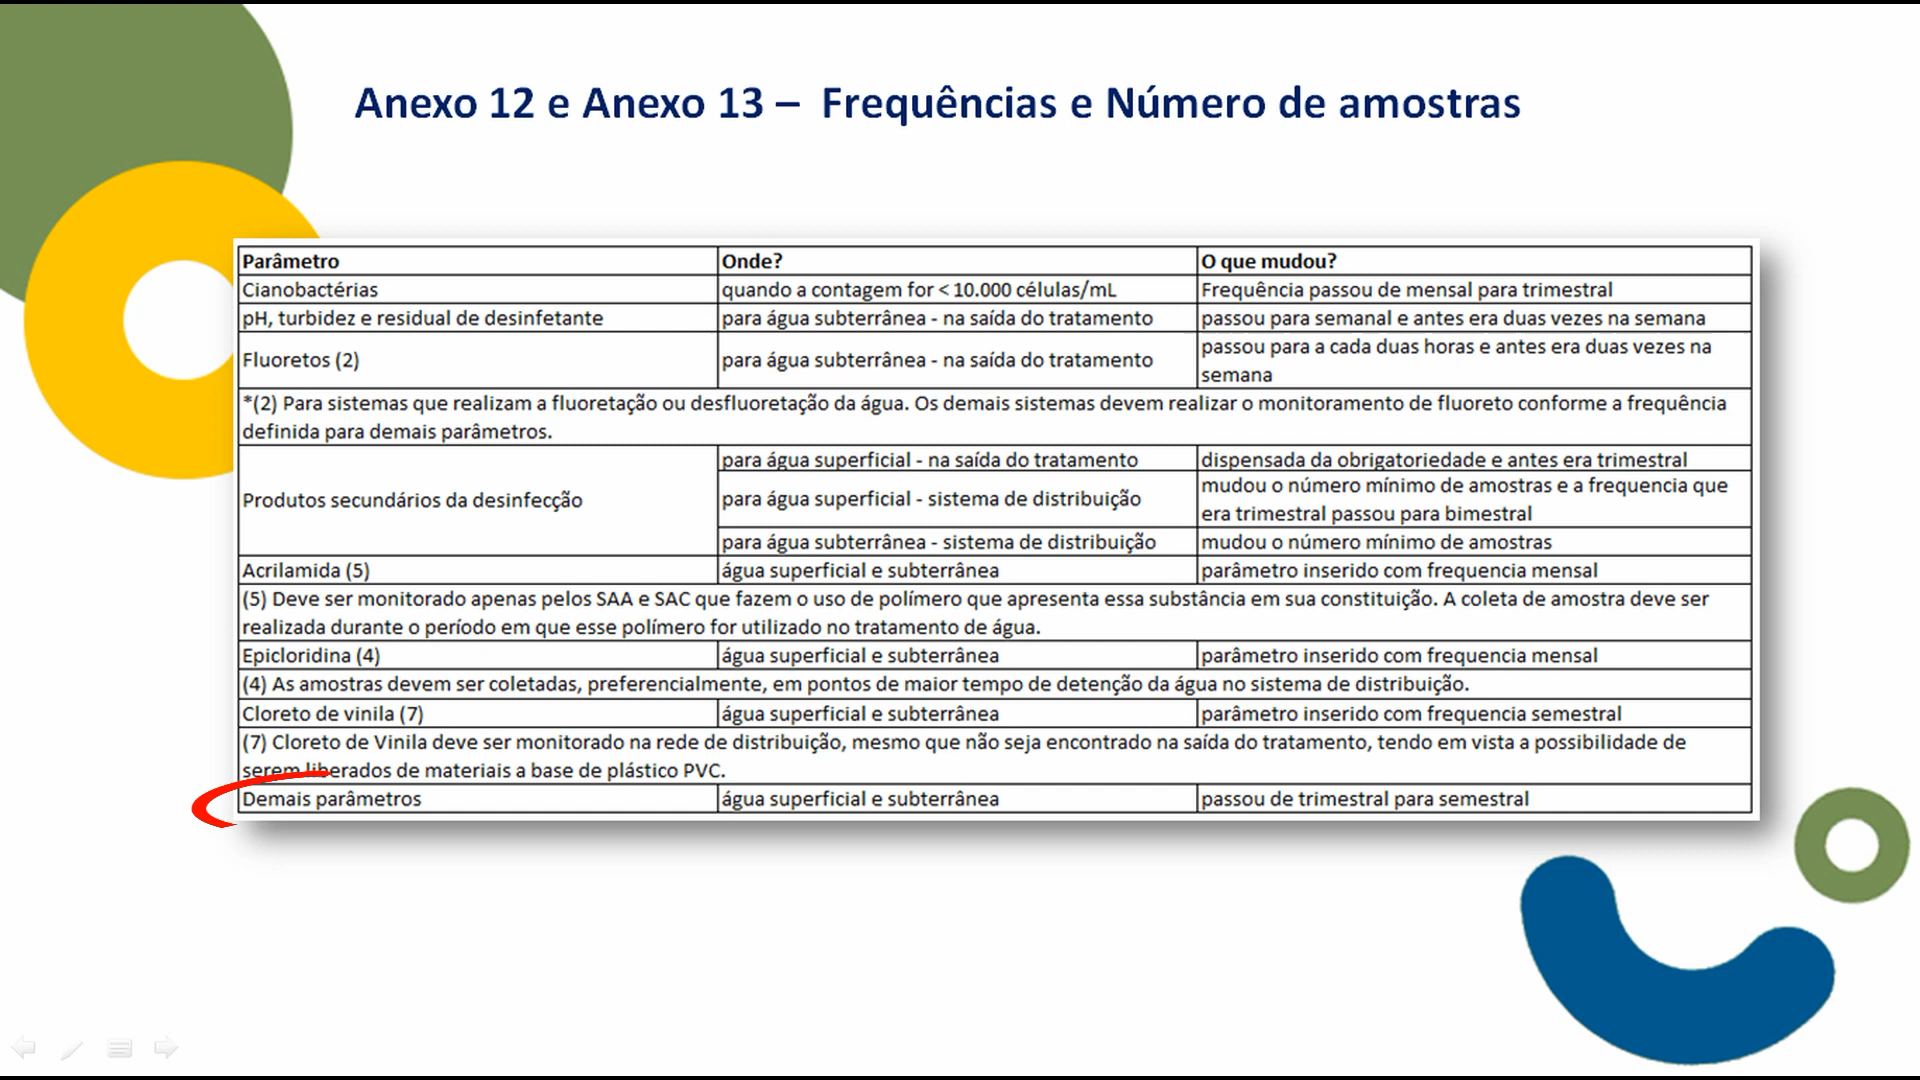 Anexo 12 e Anexo 13 – Frequências e Número de amostras
Parâmetro Onde? O que mudou?
Cianobactérias quando a contagem for < 10.000 células/mL Frequência passou de mensal para trimestral
pH, turbidez e residual de desinfetante para água subterrânea - na saída do tratamento passou para semanal e antes era duas vezes na semana
Fluoretos (2) para água subterrânea - na saída do tratamento passou para a cada duas horas e antes era duas vezes na
semana
*(2) Para sistemas que realizam a fluoretação ou desfluoretação da água. Os demais sistemas devem realizar o monitoramento de fluoreto conforme a frequência
definida para demais parâmetros.
Produtos secundários da desinfecção
para água superficial - na saída do tratamento dispensada da obrigatoriedade e antes era trimestral
para água superficial - sistema de distribuição mudou o número mínimo de amostras e a frequencia que
era trimestral passou para bimestral
para água subterrânea - sistema de distribuição mudou o número mínimo de amostras
Acrilamida (5) água superficial e subterrânea parâmetro inserido com frequencia mensal
(5) Deve ser monitorado apenas pelos SAA e SAC que fazem o uso de polímero que apresenta essa substância em sua constituição. A coleta de amostra deve ser
realizada durante o período em que esse polímero for utilizado no tratamento de água.
Epicloridina (4) água superficial e subterrânea parâmetro inserido com frequencia mensal
(4) As amostras devem ser coletadas, preferencialmente, em pontos de maior tempo de detenção da água no sistema de distribuição.
Cloreto de vinila (7) água superficial e subterrânea parâmetro inserido com frequencia semestral
(7) Cloreto de Vinila deve ser monitorado na rede de distribuição, mesmo que não seja encontrado na saída do tratamento, tendo em vista a possibilidade de
serem liberados de materiais a base de plástico PVC.
Demais parâmetros água superficial e subterrânea passou de trimestral para semestral